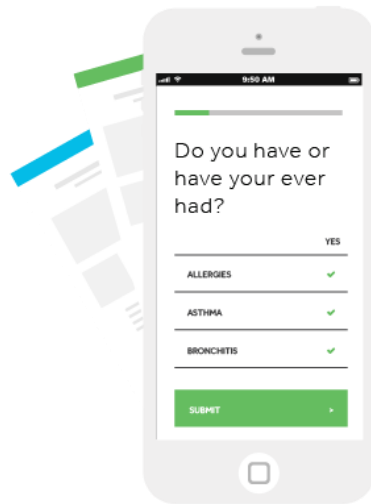 9:50 AM
Do you have or
have your ever
had?
YES
ALLERGIES
ASTHMA
BRONCHITIS
SUBMIT >